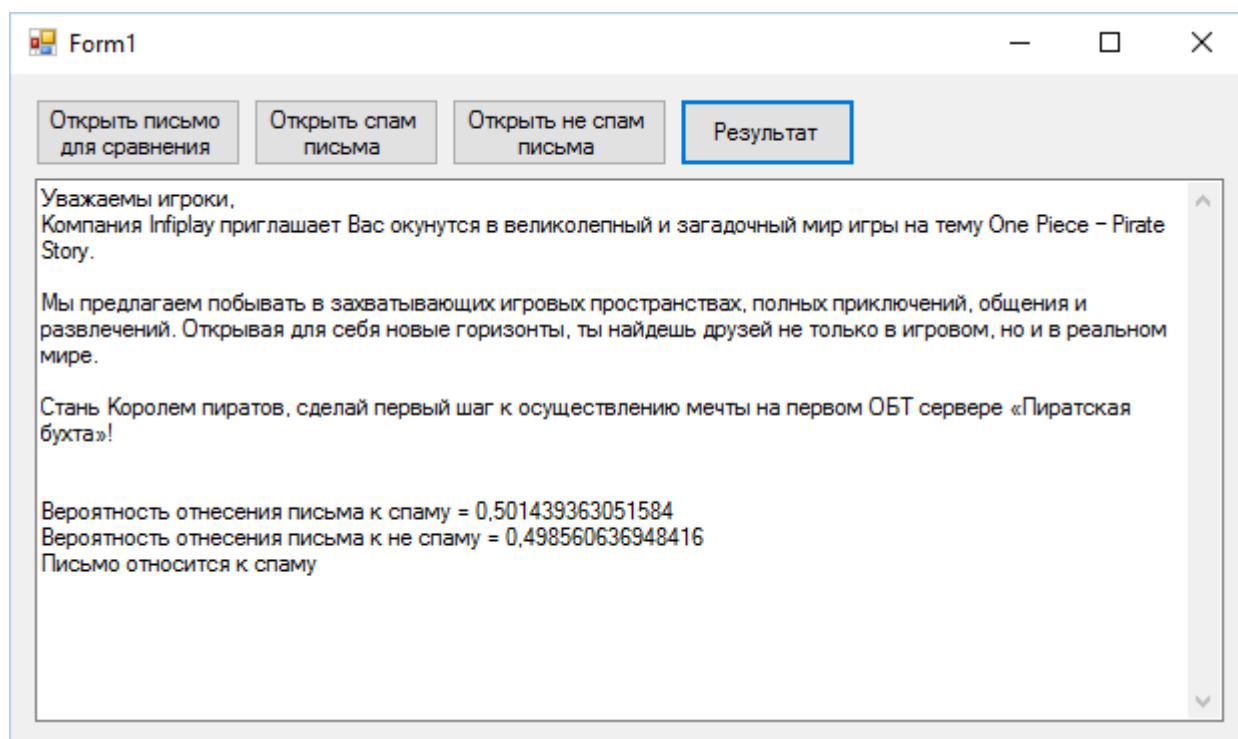 Form1
Открыть письмо
для сравнения
Открыть спам
письма
Открыть не спам
письма
Результат
Уважаемы игроки,
Компания Infiplay приглашает Вас окунутся в великолепный и загадочный мир игры на тему One Piece – Pirate
Story.
Мы предлагаем побывать в захватывающих игровых пространствах, полных приключений, общения и
развлечений. Открывая для себя новые горизонты, ты найдешь друзей не только в игровом, но и в реальном
мире.
Стань Королем пиратов, сделай первый шаг к осуществлению мечты на первом ОБТ сервере «Пиратская
бухта»!
Вероятность отнесения письма к спаму = 0,501439363051584
Вероятность отнесения письма к не спаму = 0,498560636948416
Письмо относится к спаму